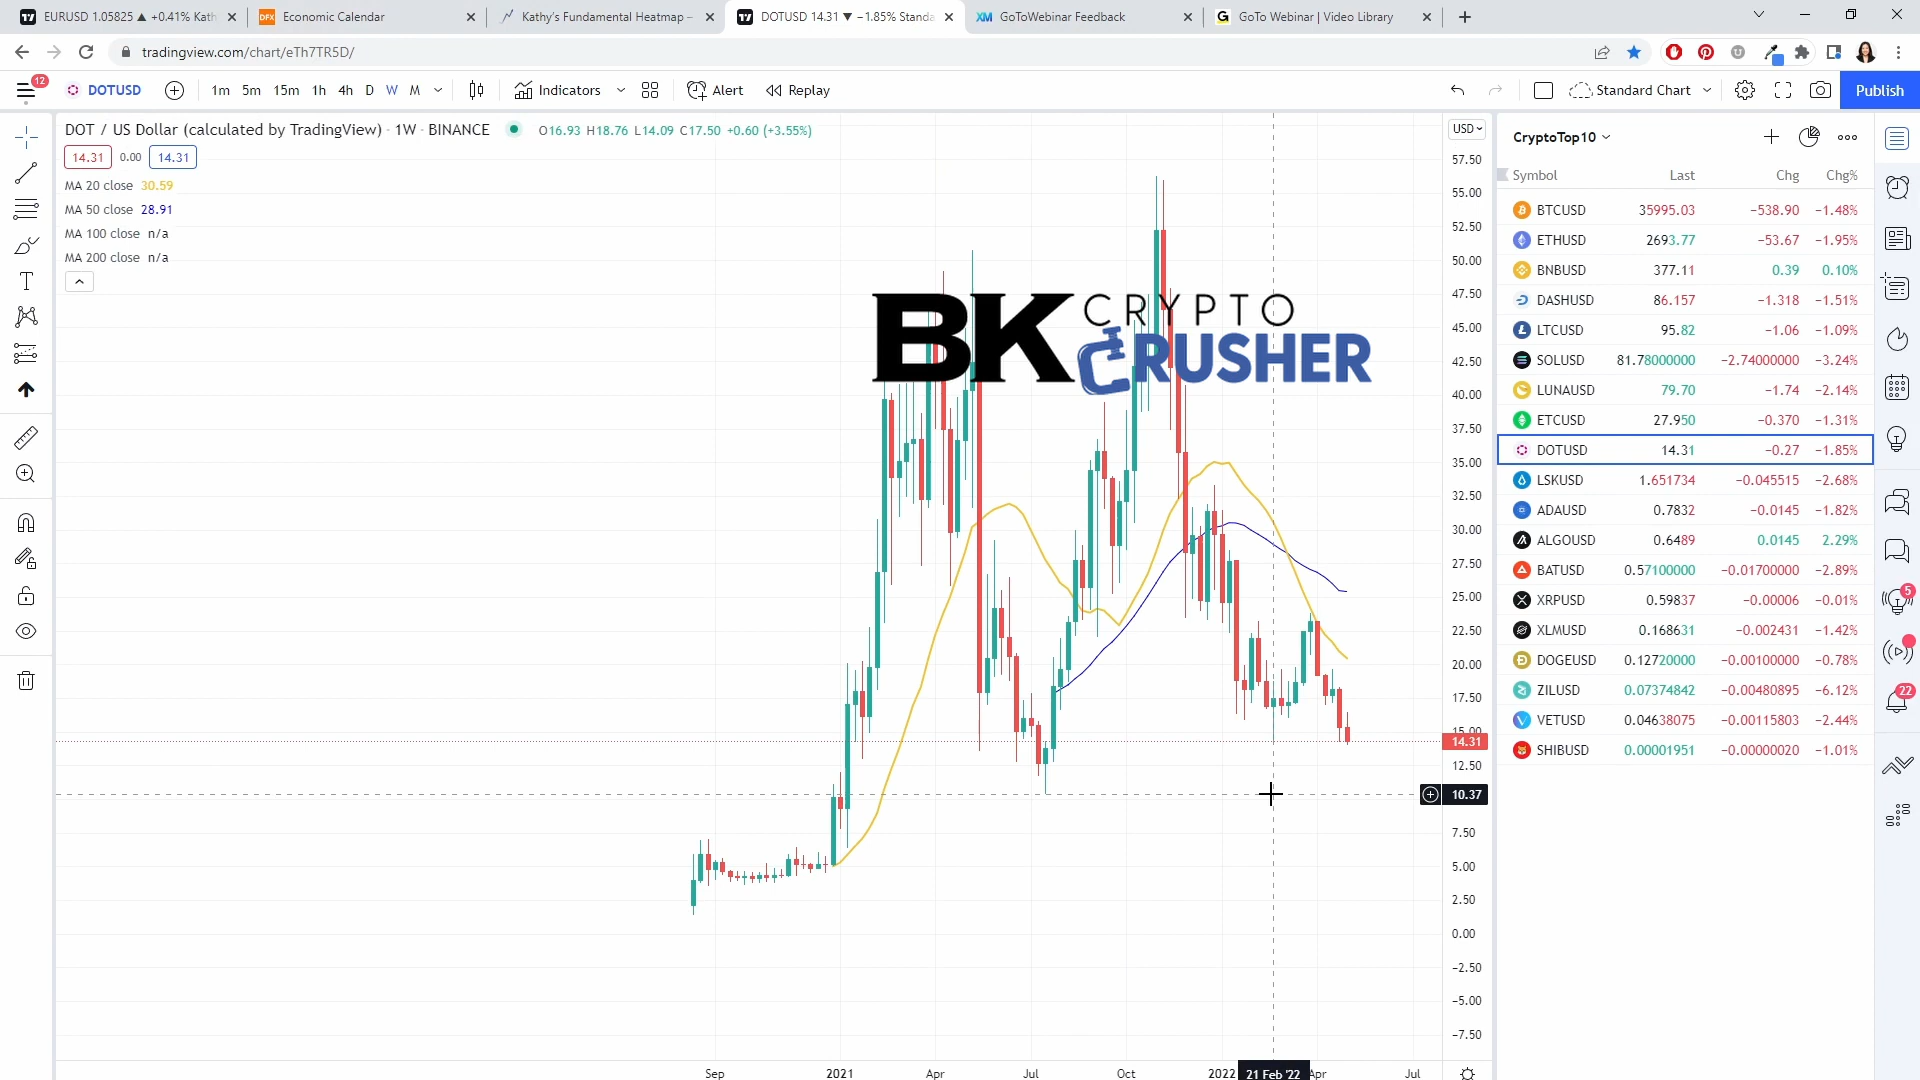 EURUSD 1.05825 ▲ +0.41% Kath
Economic Calendar
Kathy's Fundamental Heatmap –
DOTUSD 14.31 ▼ −1.85% Standa
XM GoToWebinar Feedback
GoTo Webinar | Video Library
tradingview.com/chart/eTh7TR5D/
12 DOTUSD 1m 5m 15m 1h 4h D W M Indicators Alert Replay Standard Chart Publish
DOT / US Dollar (calculated by TradingView) · 1W · BINANCE O16.93 H18.76 L14.09 C17.50 +0.60 (+3.55%)
14.31 0.00 14.31
MA 20 close 30.59
MA 50 close 28.91
MA 100 close n/a
MA 200 close n/a
BK CRYPTO
CRUSHER
USD
57.50
55.00
52.50
50.00
47.50
45.00
42.50
40.00
37.50
35.00
32.50
30.00
27.50
25.00
22.50
20.00
17.50
15.00
14.31
12.50
10.37
7.50
5.00
2.50
0.00
−2.50
−5.00
−7.50
Sep 2021 Apr Jul Oct 2022 21 Feb '22 Apr Jul
CryptoTop10
Symbol Last Chg Chg%
BTCUSD 35995.03 −538.90 −1.48%
ETHUSD 2693.77 −53.67 −1.95%
BNBUSD 377.11 0.39 0.10%
DASHUSD 86.157 −1.318 −1.51%
LTCUSD 95.82 −1.06 −1.09%
SOLUSD 81.78000000 −2.74000000 −3.24%
LUNAUSD 79.70 −1.74 −2.14%
ETCUSD 27.950 −0.370 −1.31%
DOTUSD 14.31 −0.27 −1.85%
LSKUSD 1.651734 −0.045515 −2.68%
ADAUSD 0.7832 −0.0145 −1.82%
ALGOUSD 0.6489 0.0145 2.29%
BATUSD 0.57100000 −0.01700000 −2.89%
XRPUSD 0.59837 −0.00006 −0.01%
XLMUSD 0.168631 −0.002431 −1.42%
DOGEUSD 0.12720000 −0.00100000 −0.78%
ZILUSD 0.07374842 −0.00480895 −6.12%
VETUSD 0.04638075 −0.00115803 −2.44%
SHIBUSD 0.00001951 −0.00000020 −1.01%
5
22